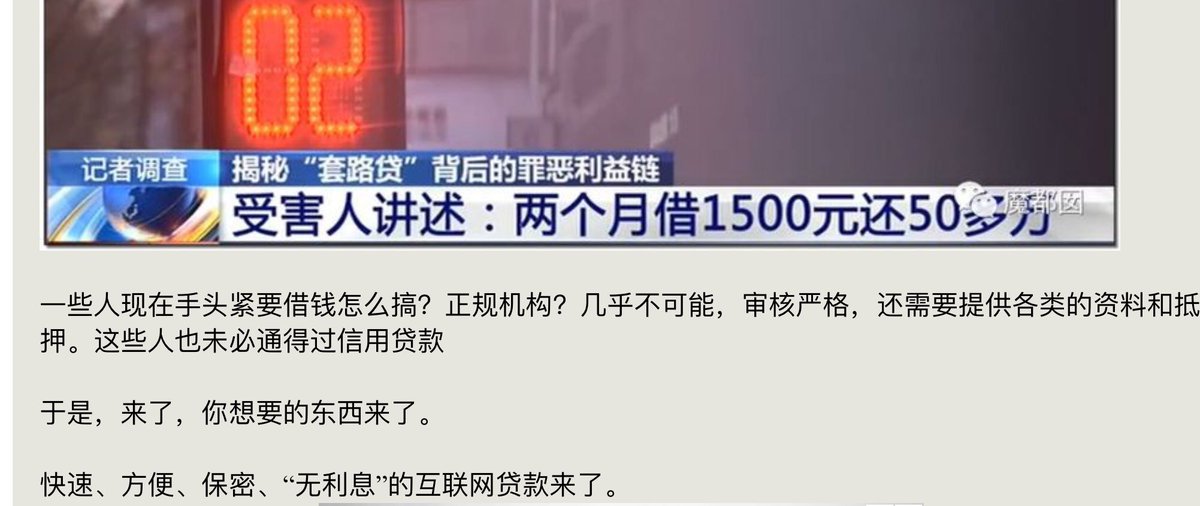 02
记者调查 揭秘“套路贷”背后的罪恶利益链
受害人讲述：两个月借1500元还50多万
魔都囡
一些人现在手头紧要借钱怎么搞？正规机构？几乎不可能，审核严格，还需要提供各类的资料和抵
押。这些人也未必通得过信用贷款
于是，来了，你想要的东西来了。
快速、方便、保密、“无利息”的互联网贷款来了。